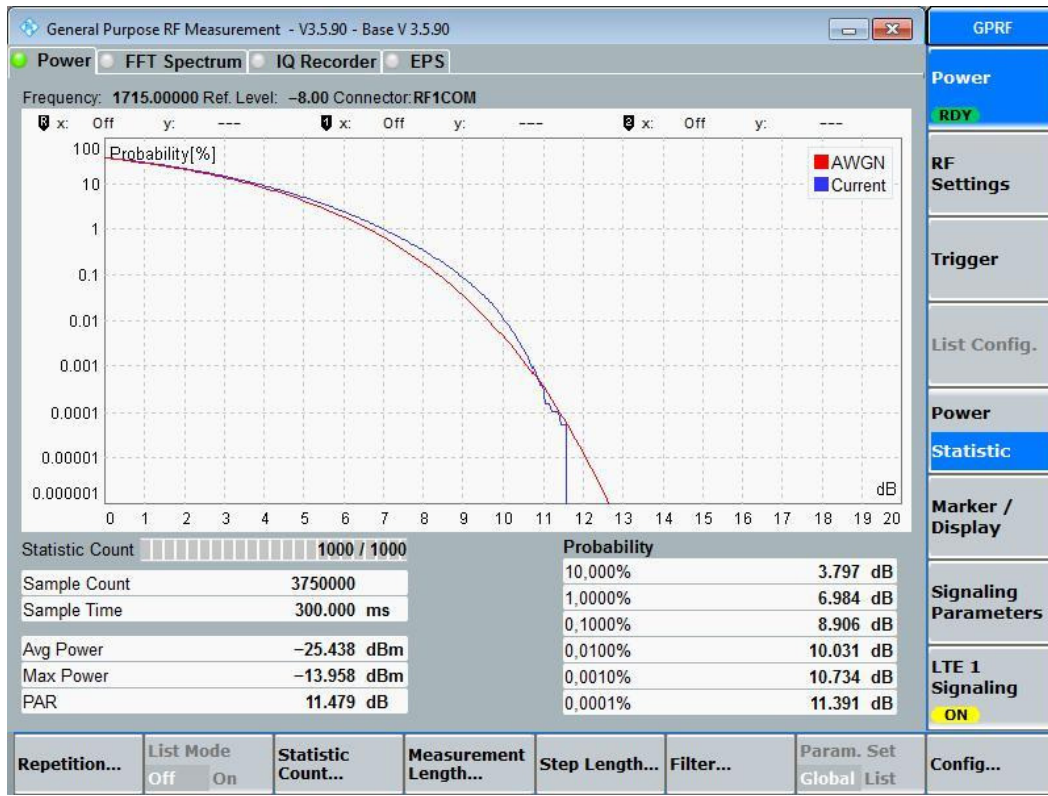 General Purpose RF Measurement - V3.5.90 - Base V 3.5.90
GPRF
Power FFT Spectrum IQ Recorder EPS
Frequency: 1715.00000 Ref. Level: −8.00 Connector: RF1COM
R x: Off y: --- 1 x: Off y: --- 2 x: Off y: ---
Probability[%]
AWGN
Current
100
10
1
0.1
0.01
0.001
0.0001
0.00001
0.000001
dB
0 1 2 3 4 5 6 7 8 9 10 11 12 13 14 15 16 17 18 19 20
Statistic Count 1000 / 1000
Sample Count 3750000
Sample Time 300.000 ms
Avg Power −25.438 dBm
Max Power −13.958 dBm
PAR 11.479 dB
Probability
10,000% 3.797 dB
1,0000% 6.984 dB
0,1000% 8.906 dB
0,0100% 10.031 dB
0,0010% 10.734 dB
0,0001% 11.391 dB
Power
RDY
RF
Settings
Trigger
List Config.
Power
Statistic
Marker /
Display
Signaling
Parameters
LTE 1
Signaling
ON
Repetition...
List Mode
Off On
Statistic
Count...
Measurement
Length...
Step Length...
Filter...
Param. Set
Global List
Config...